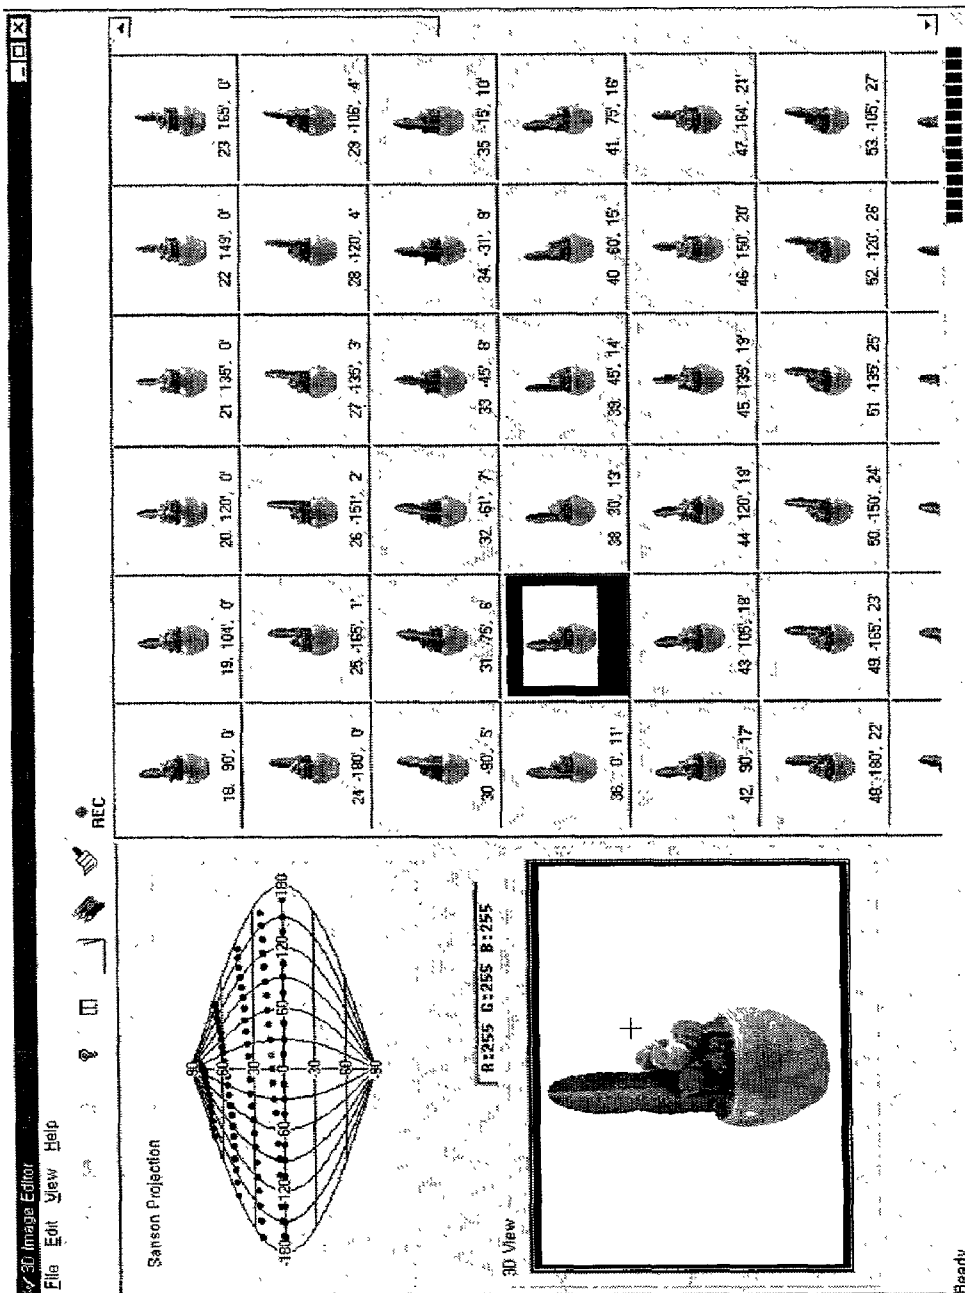 3D Image Editor
File Edit View Help
REC
Sanson Projection
90
60
30
-180 -120 -60 0 60 120 180
-30
-60
-90
R:255 G:255 B:255
3D View
18. 90', 0' 19. 104', 0' 20. 120', 0' 21 135', 0' 22 149', 0' 23 165', 0'
24 -180', 0' 25. -165', 1' 26 -151', 2' 27 -135', 3' 28 -120', 4' 29 -106', 4'
30 -90', 5' 31. -75', 6' 32. -61', 7' 33 -45', 8' 34. -31', 9' 35 -15', 10'
36. 0', 11' 38 30', 13' 39. 45', 14' 40 -60', 15' 41. 75', 16'
42. 90', 17' 43 105', 18' 44 120', 19' 45. 135', 19' 46 150', 20' 47. -164', 21'
48. -180', 22' 49. -165', 23' 50. -150', 24' 51 -135', 25' 52. -120', 26' 53. -105', 27'
Ready